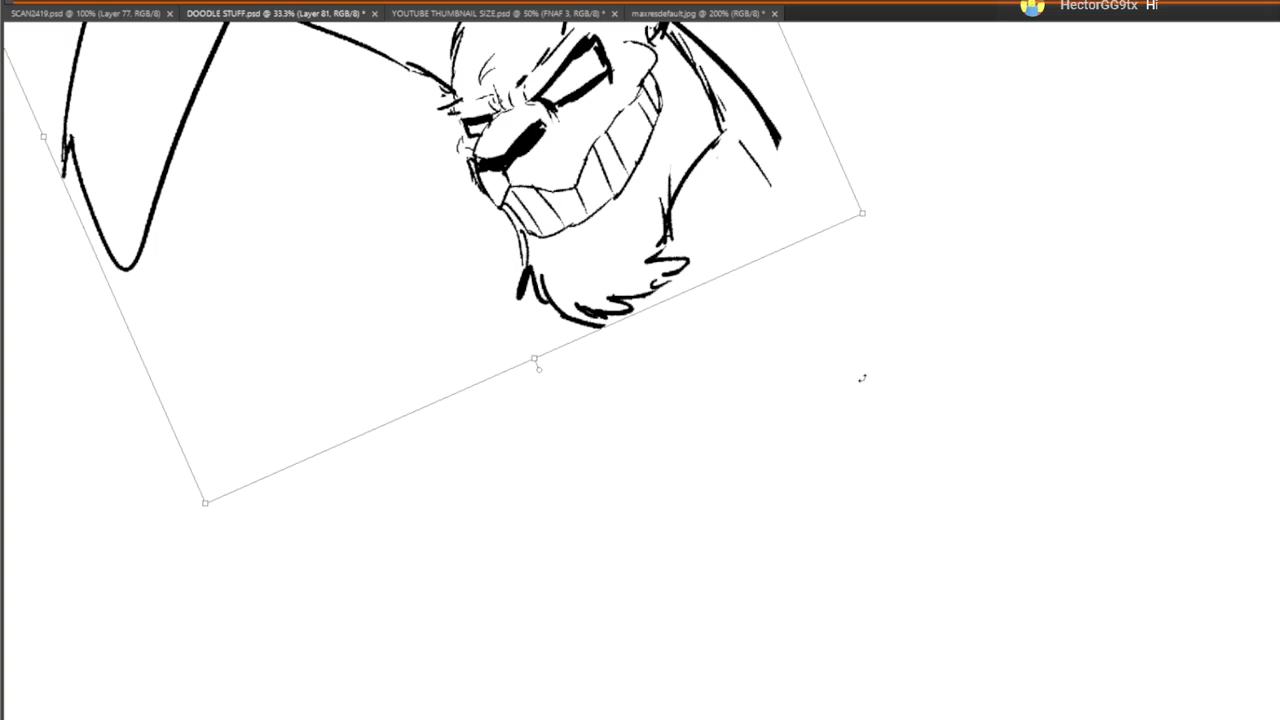 HectorGG9tx Hi
SCAN2419.psd @ 100% (Layer 77, RGB/8) DOODLE STUFF.psd @ 33.3% (Layer 81, RGB/8) * YOUTUBE THUMBNAIL SIZE.psd @ 50% (FNAF 3, RGB/8) * maxresdefault.jpg @ 200% (RGB/8) *